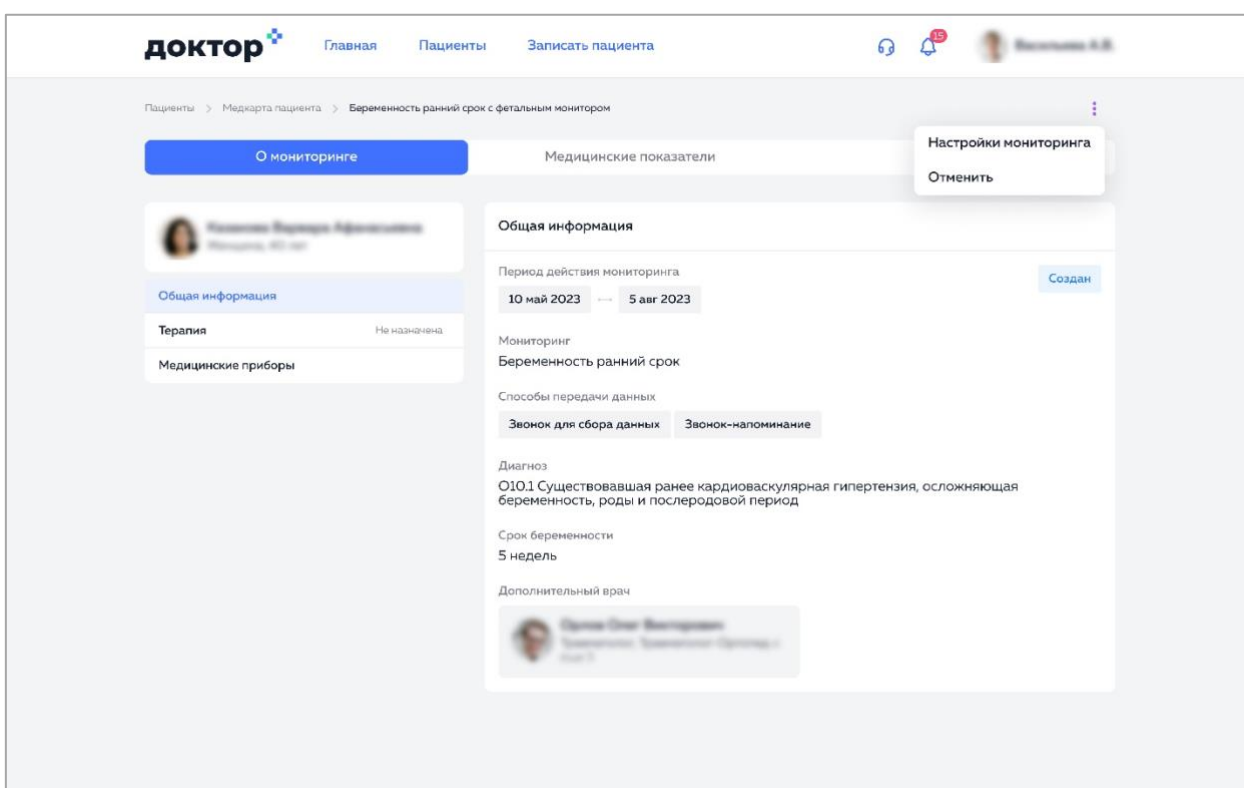 доктор
Главная Пациенты Записать пациента 15
Пациенты > Медкарта пациента > Беременность ранний срок с фетальным монитором
Настройки мониторинга
Отменить
О мониторинге Медицинские показатели
Общая информация
Период действия мониторинга
Создан
10 май 2023 5 авг 2023
Общая информация
Терапия Не назначена
Медицинские приборы
Мониторинг
Беременность ранний срок
Способы передачи данных
Звонок для сбора данных Звонок-напоминание
Диагноз
О10.1 Существовавшая ранее кардиоваскулярная гипертензия, осложняющая
беременность, роды и послеродовой период
Срок беременности
5 недель
Дополнительный врач